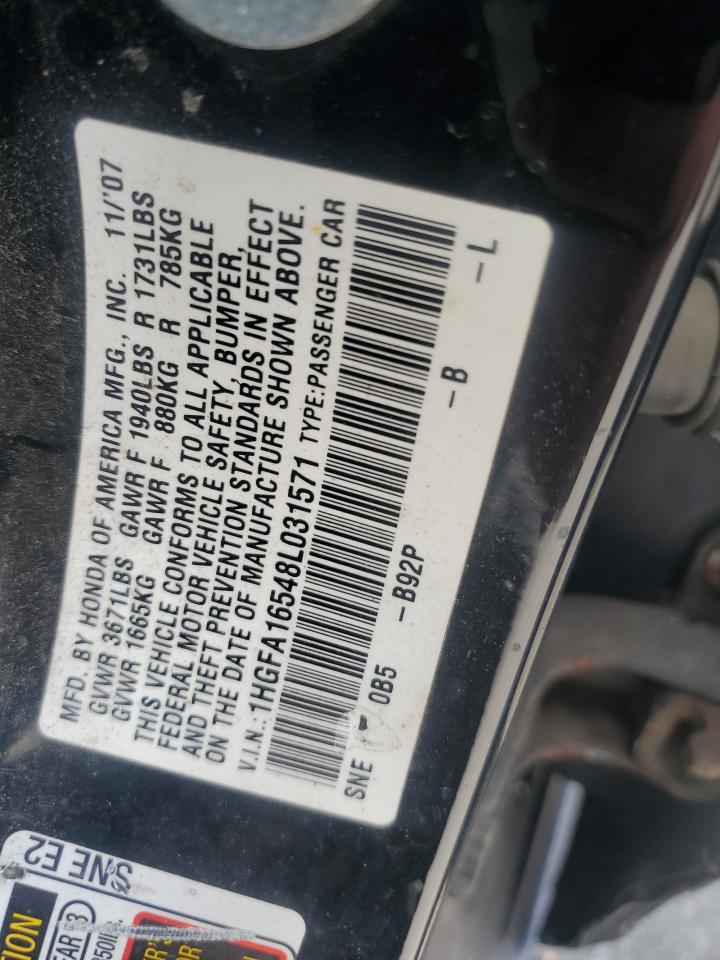 MFD. BY HONDA OF AMERICA MFG., INC. 11/'07
GVWR 3671LBS GAWR F 1940LBS R 1731LBS
GVWR 1665KG GAWR F 880KG R 785KG
THIS VEHICLE CONFORMS TO ALL APPLICABLE
FEDERAL MOTOR VEHICLE SAFETY, BUMPER,
AND THEFT PREVENTION STANDARDS IN EFFECT
ON THE DATE OF MANUFACTURE SHOWN ABOVE.
V.I.N.: 1HGFA16548L031571 TYPE:PASSENGER CAR
SNE 0B5 -B92P -B -L
SNE E2